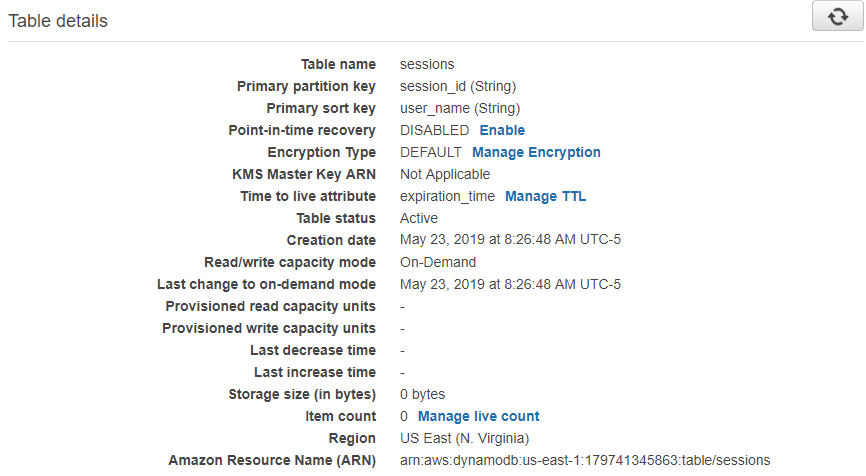 Table details
Table name sessions
Primary partition key session_id (String)
Primary sort key user_name (String)
Point-in-time recovery DISABLED Enable
Encryption Type DEFAULT Manage Encryption
KMS Master Key ARN Not Applicable
Time to live attribute expiration_time Manage TTL
Table status Active
Creation date May 23, 2019 at 8:26:48 AM UTC-5
Read/write capacity mode On-Demand
Last change to on-demand mode May 23, 2019 at 8:26:48 AM UTC-5
Provisioned read capacity units -
Provisioned write capacity units -
Last decrease time -
Last increase time -
Storage size (in bytes) 0 bytes
Item count 0 Manage live count
Region US East (N. Virginia)
Amazon Resource Name (ARN) arn:aws:dynamodb:us-east-1:179741345863:table/sessions